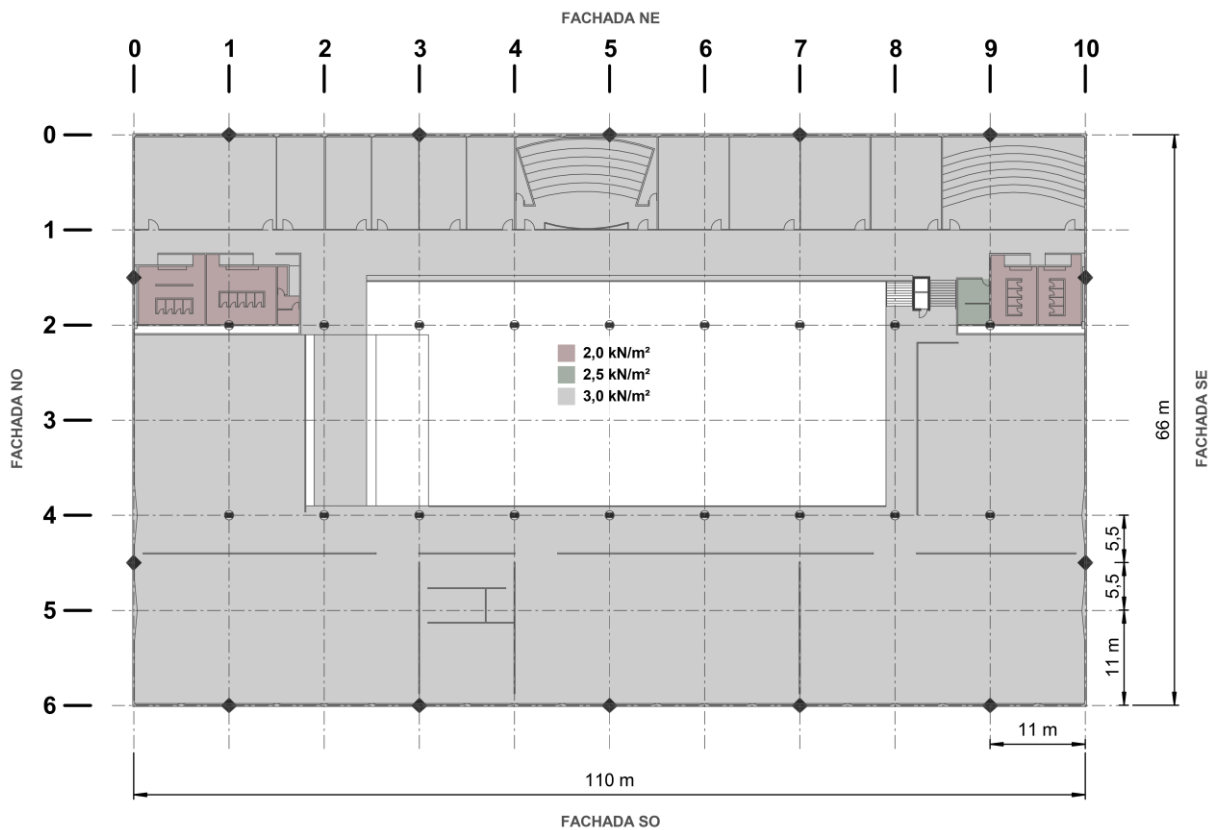 FACHADA NE
0 1 2 3 4 5 6 7 8 9 10
0
1
2
2,0 kN/m²
2,5 kN/m²
3,0 kN/m²
FACHADA NO
FACHADA SE
66 m
3
4
5,5
5,5
5
11 m
6
11 m
110 m
FACHADA SO